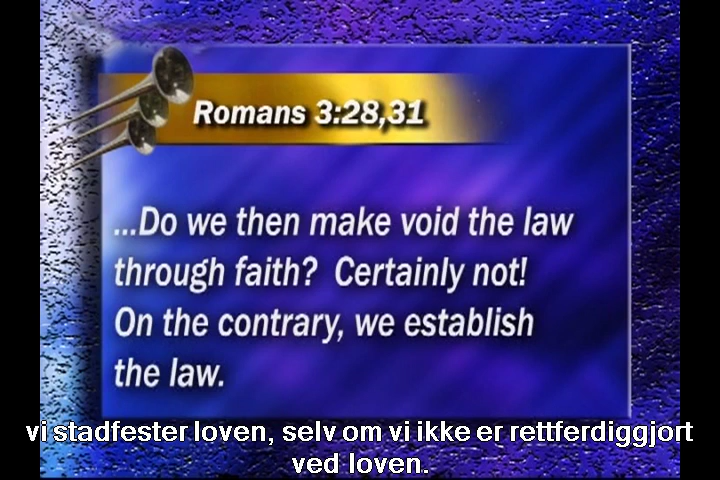 Romans 3:28,31
...Do we then make void the law
through faith? Certainly not!
On the contrary, we establish
the law.
vi stadfester loven, selv om vi ikke er rettferdiggjort
ved loven.